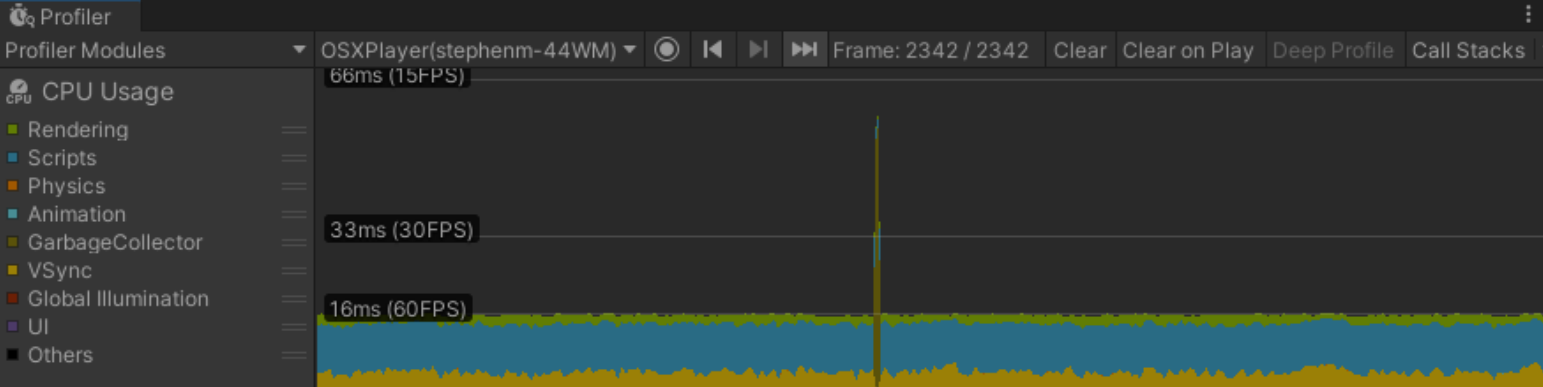 Profiler
Profiler Modules
OSXPlayer(stephenm-44WM)
Frame: 2342 / 2342
Clear
Clear on Play
Deep Profile
Call Stacks
CPU
CPU Usage
Rendering
Scripts
Physics
Animation
GarbageCollector
VSync
Global Illumination
UI
Others
66ms (15FPS)
33ms (30FPS)
16ms (60FPS)